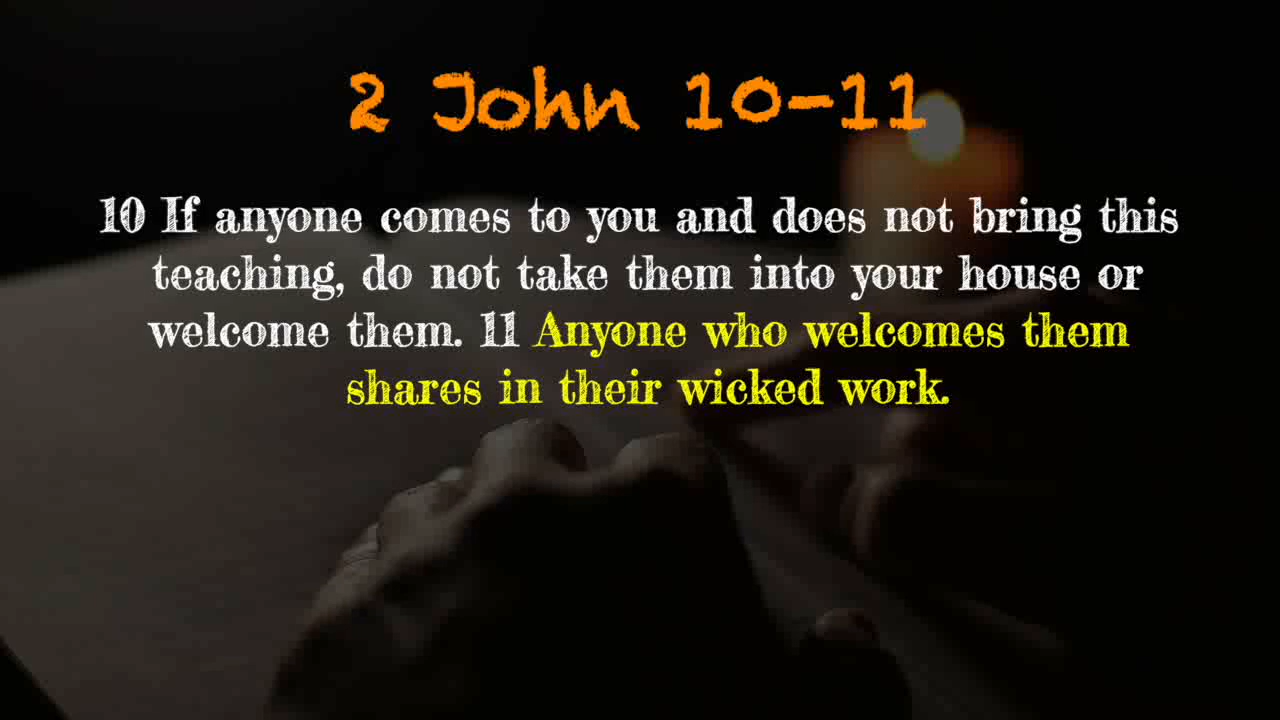 2 John 10-11
10 If anyone comes to you and does not bring this
teaching, do not take them into your house or
welcome them. 11 Anyone who welcomes them
shares in their wicked work.